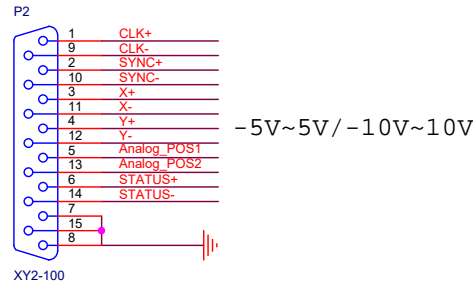 P2
1 CLK+
9 CLK-
2 SYNC+
10 SYNC-
3 X+
11 X-
4 Y+
12 Y-
-5V~5V/-10V~10V
5 Analog_POS1
13 Analog_POS2
6 STATUS+
14 STATUS-
7
15
8
XY2-100